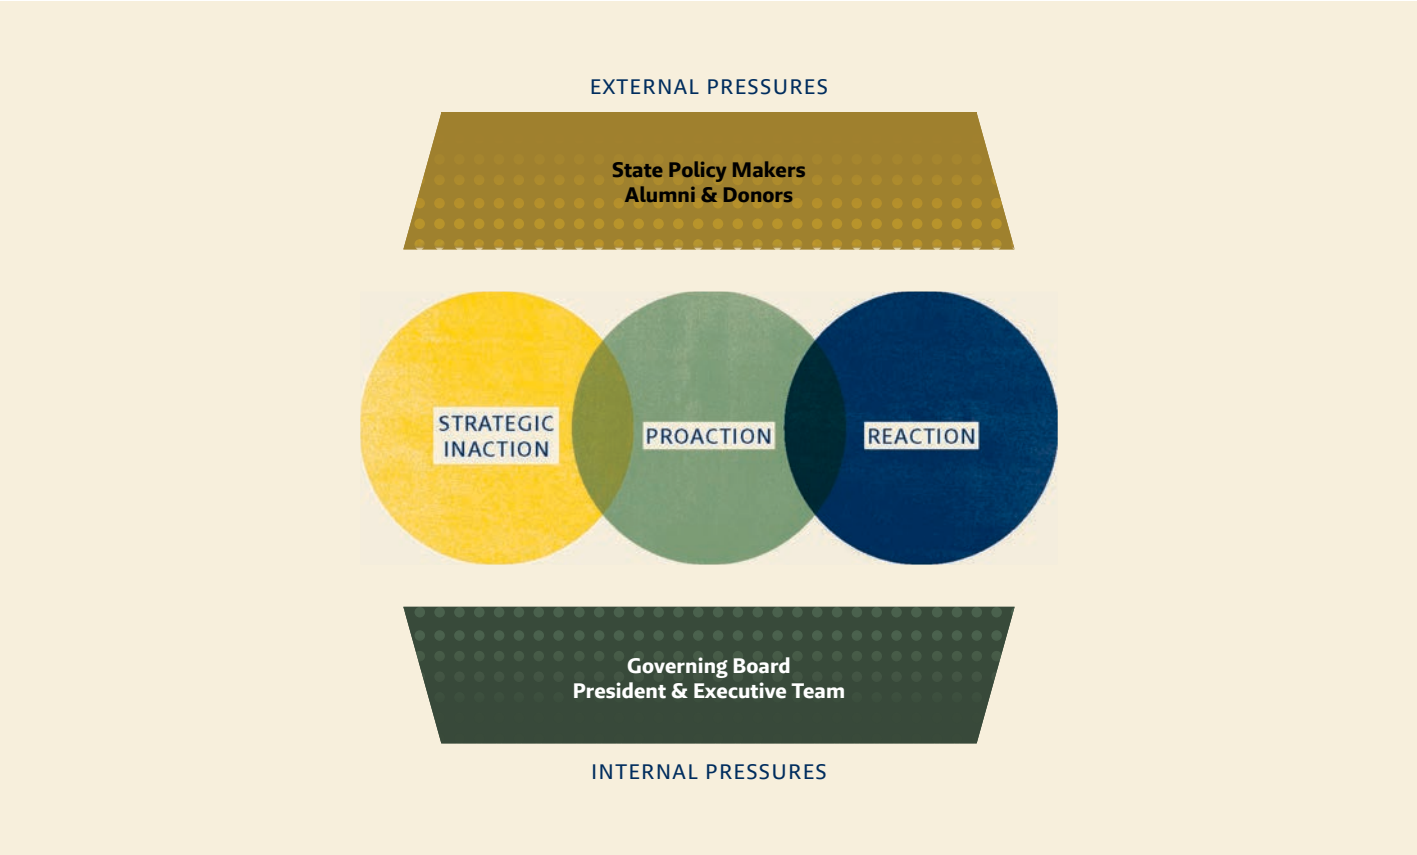 EXTERNAL PRESSURES
State Policy Makers
Alumni & Donors
STRATEGIC
INACTION
PROACTION
REACTION
Governing Board
President & Executive Team
INTERNAL PRESSURES